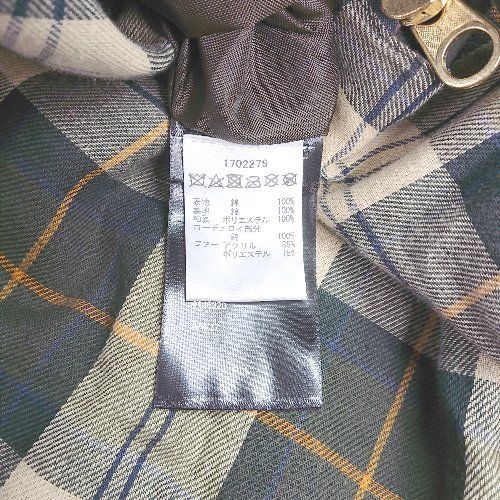 1702279
表地 綿 100%
裏地 綿 100%
袖裏 ポリエステル 100%
コーデュロイ部分
綿 100%
ファー アクリル 85%
ポリエステル 15%